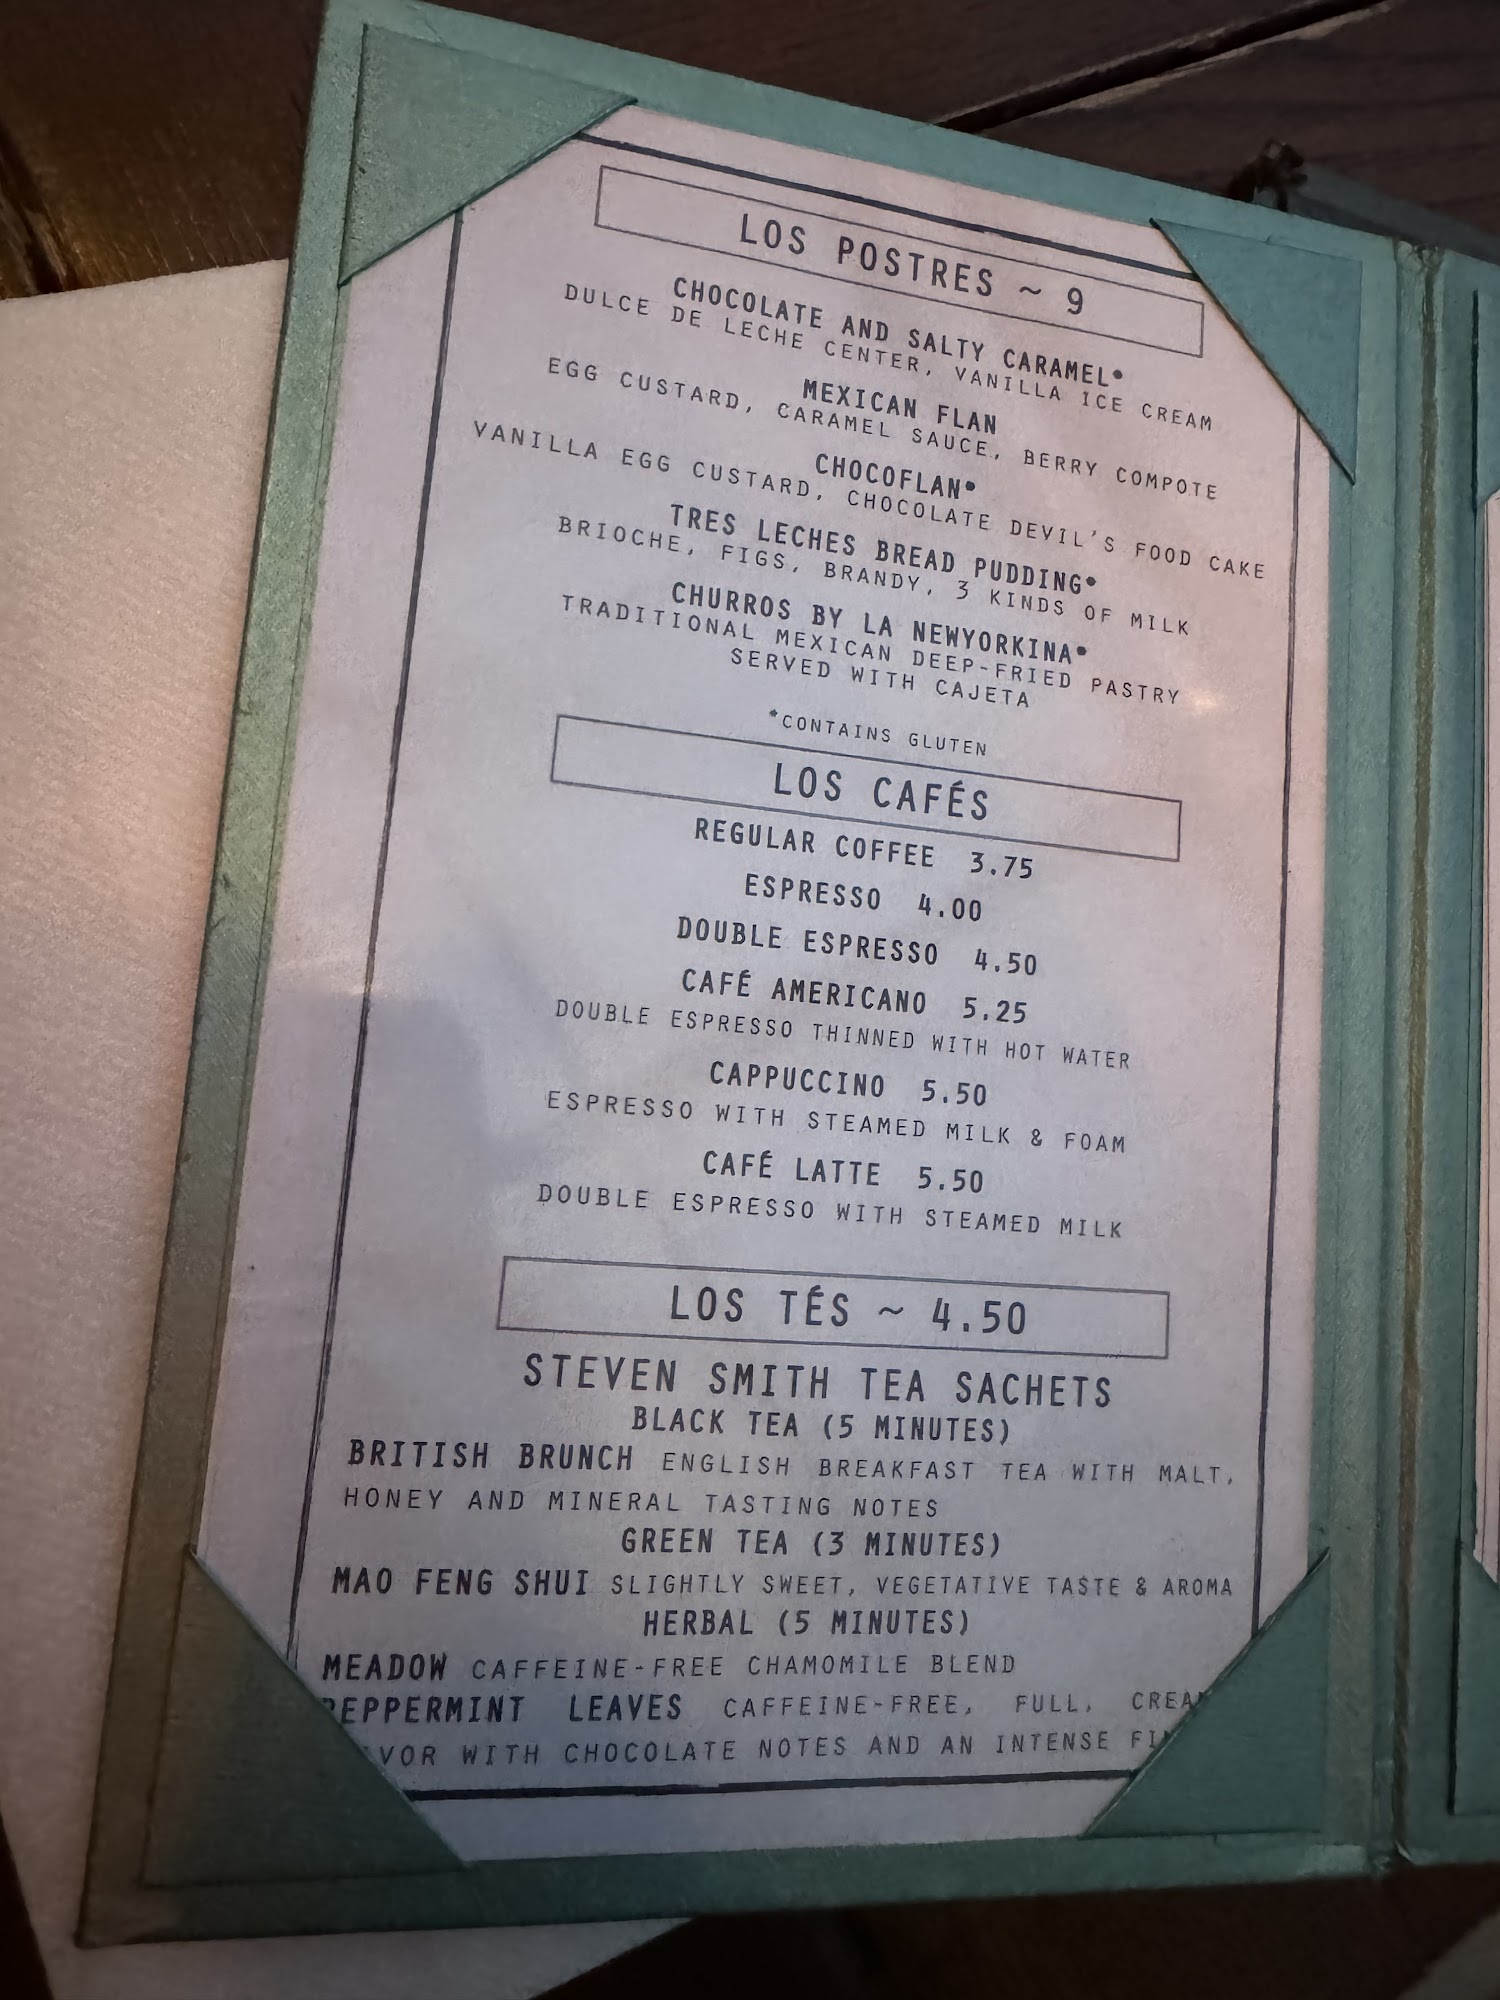 LOS POSTRES ~ 9
CHOCOLATE AND SALTY CARAMEL*
DULCE DE LECHE CENTER, VANILLA ICE CREAM
MEXICAN FLAN
EGG CUSTARD, CARAMEL SAUCE, BERRY COMPOTE
CHOCOFLAN*
VANILLA EGG CUSTARD, CHOCOLATE DEVIL'S FOOD CAKE
TRES LECHES BREAD PUDDING*
BRIOCHE, FIGS, BRANDY, 3 KINDS OF MILK
CHURROS BY LA NEWYORKINA*
TRADITIONAL MEXICAN DEEP-FRIED PASTRY
SERVED WITH CAJETA
*CONTAINS GLUTEN
LOS CAFÉS
REGULAR COFFEE 3.75
ESPRESSO 4.00
DOUBLE ESPRESSO 4.50
CAFÉ AMERICANO 5.25
DOUBLE ESPRESSO THINNED WITH HOT WATER
CAPPUCCINO 5.50
ESPRESSO WITH STEAMED MILK & FOAM
CAFÉ LATTE 5.50
DOUBLE ESPRESSO WITH STEAMED MILK
LOS TÉS ~ 4.50
STEVEN SMITH TEA SACHETS
BLACK TEA (5 MINUTES)
BRITISH BRUNCH ENGLISH BREAKFAST TEA WITH MALT,
HONEY AND MINERAL TASTING NOTES
GREEN TEA (3 MINUTES)
MAO FENG SHUI SLIGHTLY SWEET, VEGETATIVE TASTE & AROMA
HERBAL (5 MINUTES)
MEADOW CAFFEINE-FREE CHAMOMILE BLEND
PEPPERMINT LEAVES CAFFEINE-FREE, FULL,
WITH CHOCOLATE NOTES AND AN INTENSE